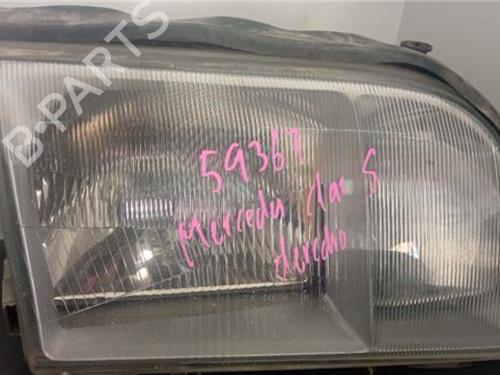 B-PARTS
59367
Mercedes clas S
derecho